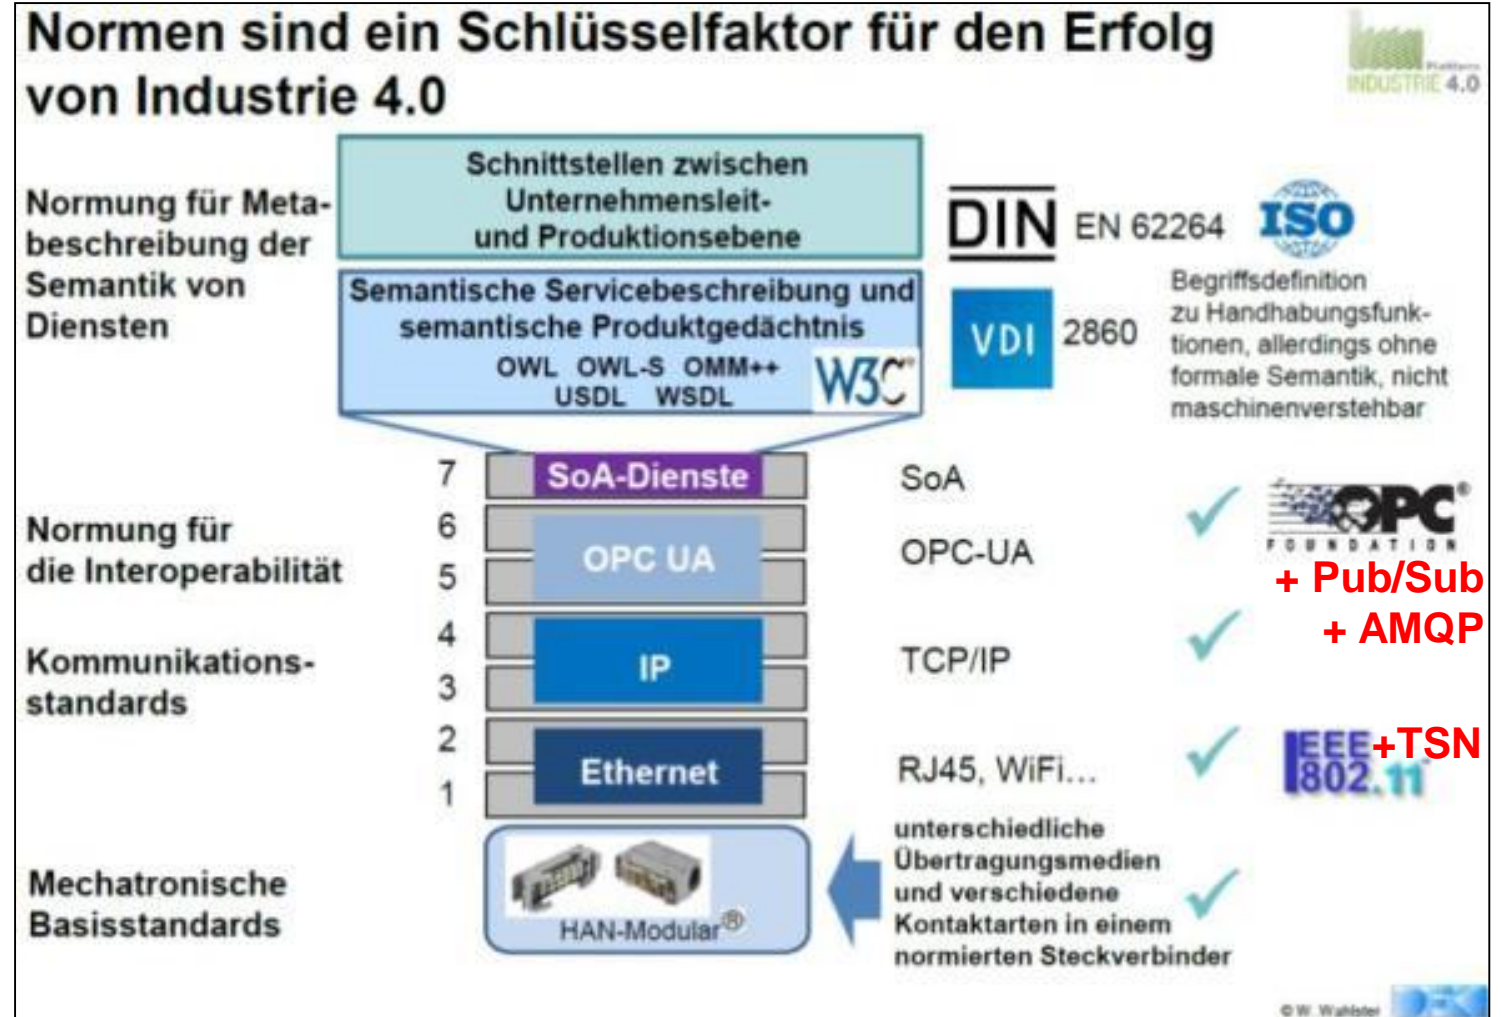 Normen sind ein Schlüsselfaktor für den Erfolg
von Industrie 4.0
Plattform
INDUSTRIE 4.0
Normung für Meta-
beschreibung der
Semantik von
Diensten
Schnittstellen zwischen
Unternehmensleit-
und Produktionsebene
DIN EN 62264 ISO
Semantische Servicebeschreibung und
semantische Produktgedächtnis
OWL OWL-S OMM++
USDL WSDL
W3C
VDI 2860
Begriffsdefinition
zu Handhabungsfunk-
tionen, allerdings ohne
formale Semantik, nicht
maschinenverstehbar
7 SoA-Dienste SoA
Normung für
die Interoperabilität
6
5
OPC UA
OPC-UA
OPC®
FOUNDATION
+ Pub/Sub
+ AMQP
Kommunikations-
standards
4
3
IP
TCP/IP
2
1
Ethernet
RJ45, WiFi...
IEEE+TSN
802.11
Mechatronische
Basisstandards
HAN-Modular®
unterschiedliche
Übertragungsmedien
und verschiedene
Kontaktarten in einem
normierten Steckverbinder
© W. Wahlster